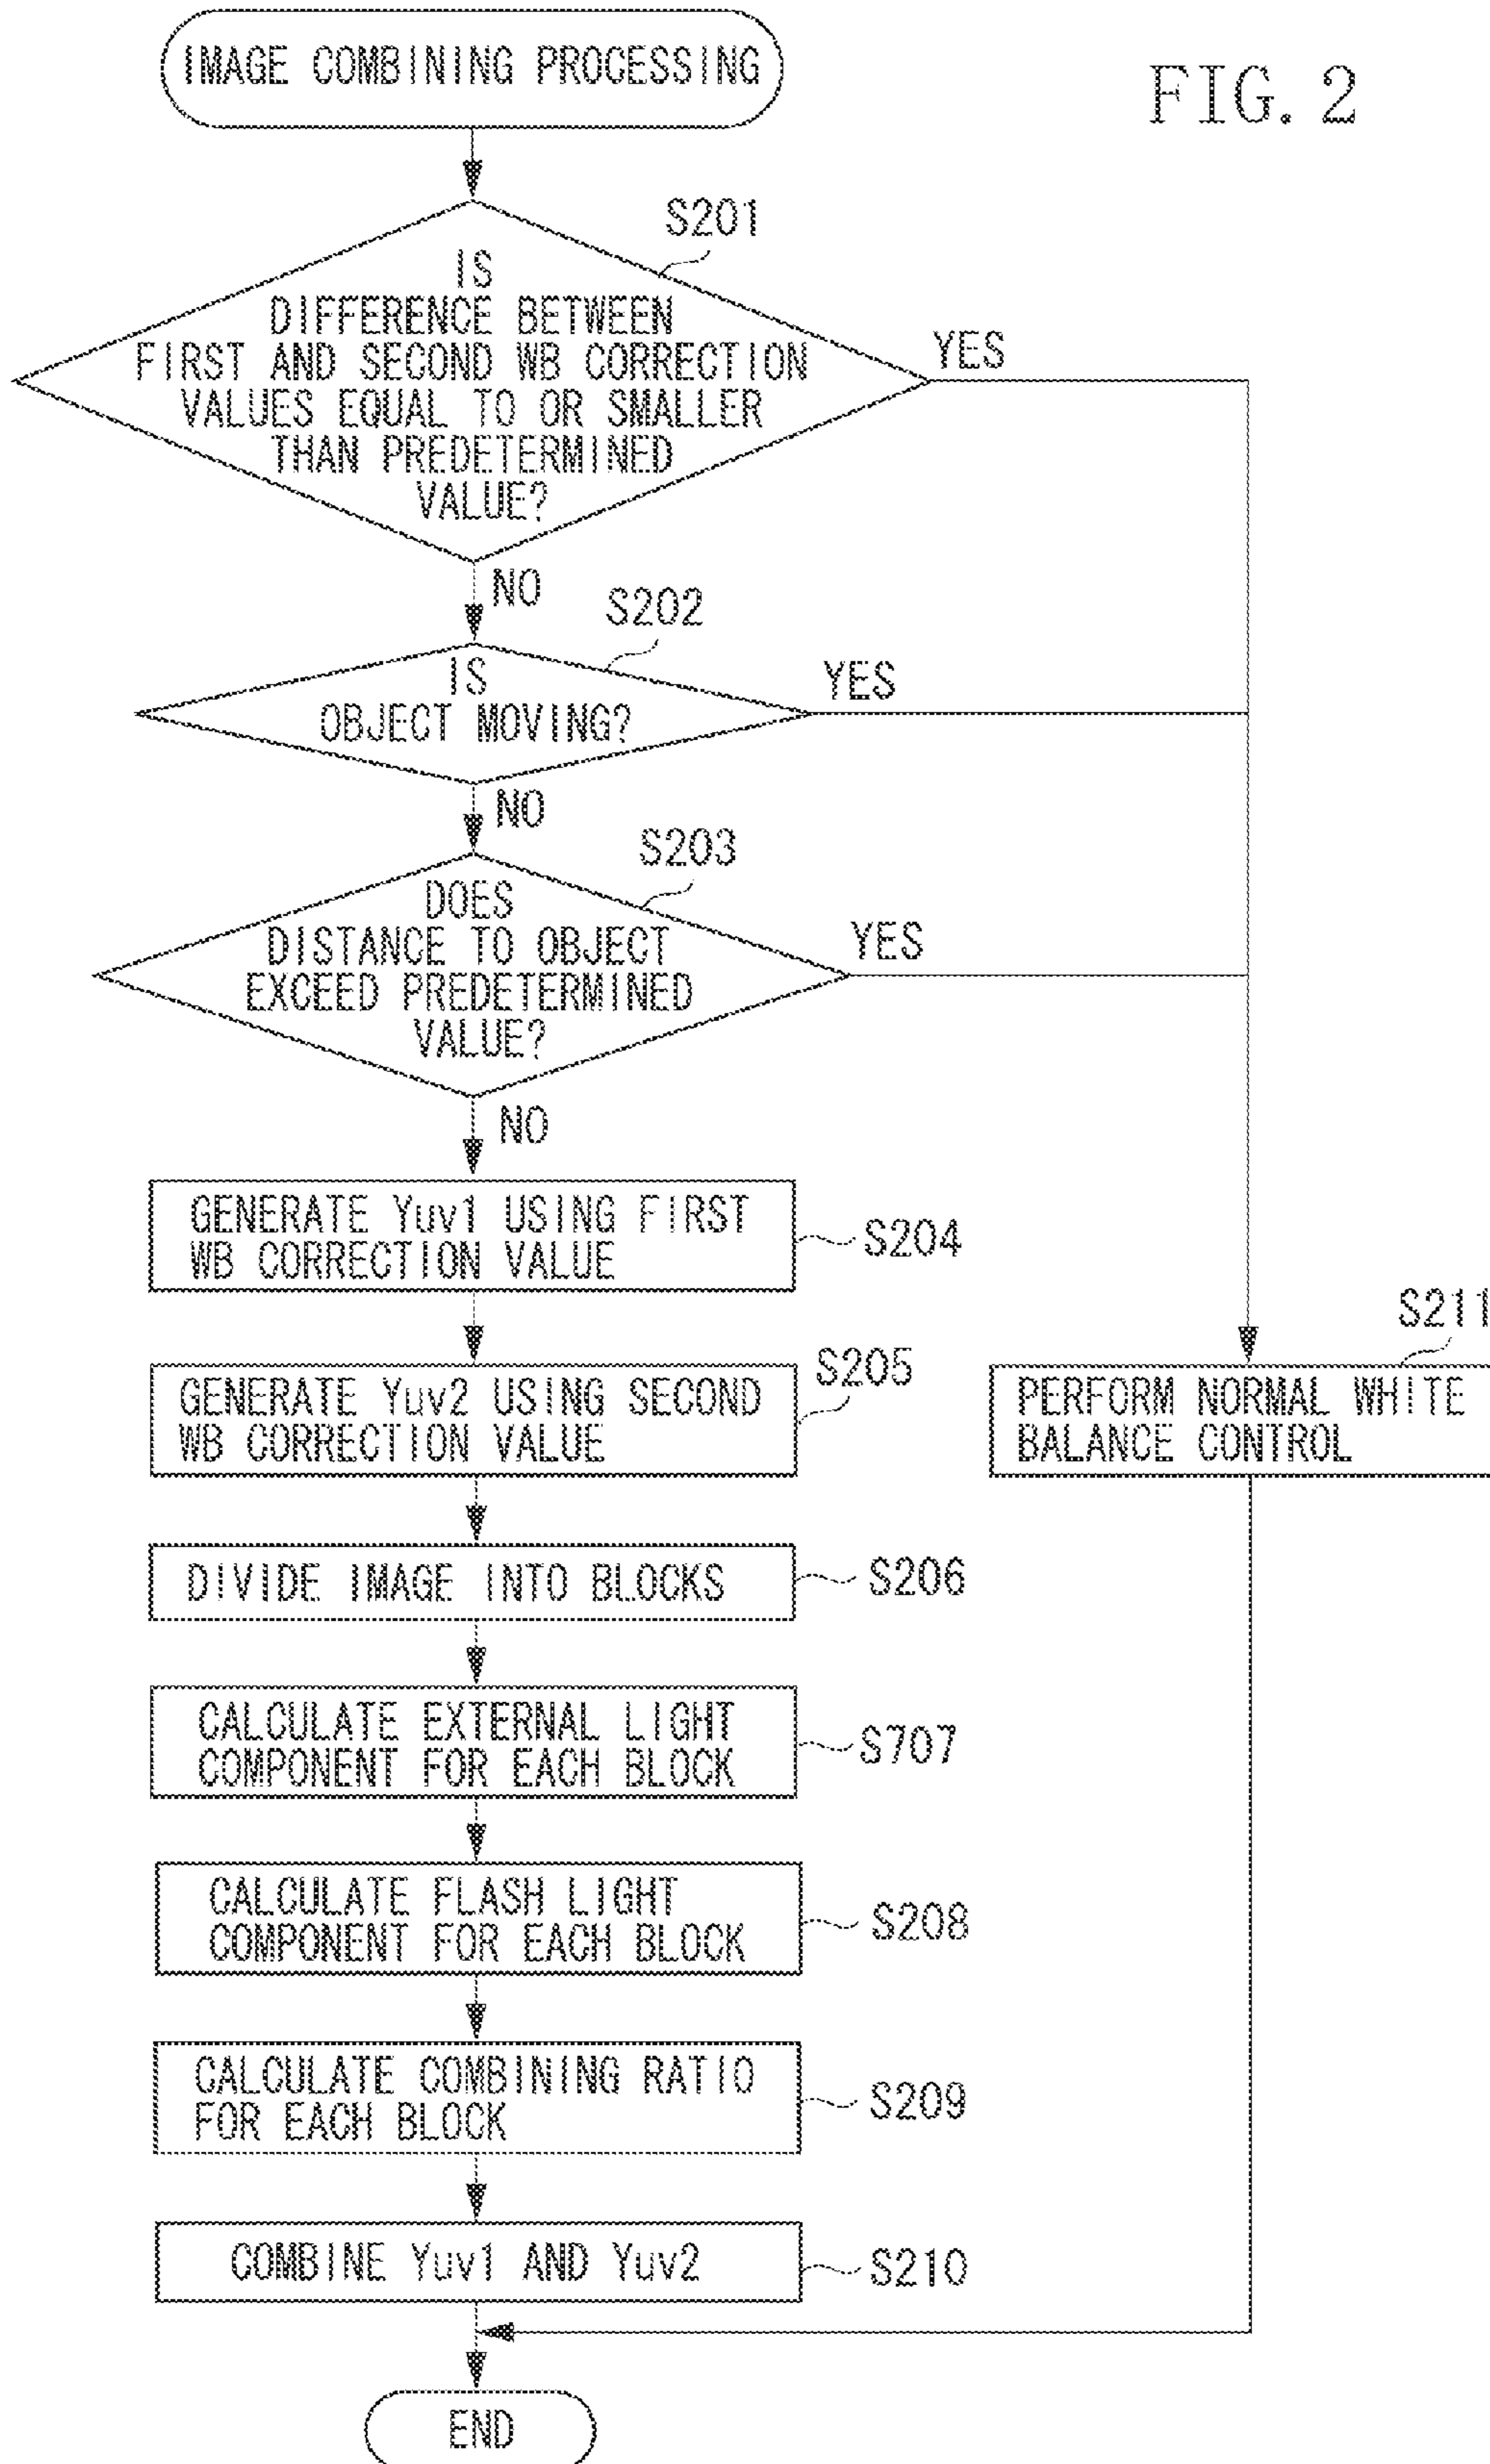 IMAGE COMBINING PROCESSING
FIG. 2
S201
IS
DIFFERENCE BETWEEN
FIRST AND SECOND WB CORRECTION
VALUES EQUAL TO OR SMALLER
THAN PREDETERMINED
VALUE?
YES
NO
S202
IS
OBJECT MOVING?
YES
NO
S203
DOES
DISTANCE TO OBJECT
EXCEED PREDETERMINED
VALUE?
YES
NO
GENERATE Yuv1 USING FIRST
WB CORRECTION VALUE
S204
GENERATE Yuv2 USING SECOND
WB CORRECTION VALUE
S205
S211
PERFORM NORMAL WHITE
BALANCE CONTROL
DIVIDE IMAGE INTO BLOCKS
S206
CALCULATE EXTERNAL LIGHT
COMPONENT FOR EACH BLOCK
S707
CALCULATE FLASH LIGHT
COMPONENT FOR EACH BLOCK
S208
CALCULATE COMBINING RATIO
FOR EACH BLOCK
S209
COMBINE Yuv1 AND Yuv2
S210
END